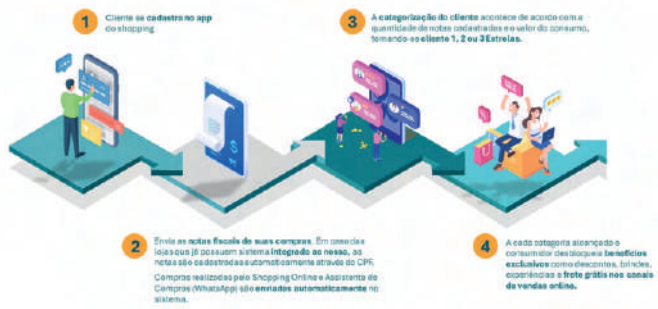 1
Cliente se cadastra no app
do shopping
2
Envia as notas fiscais de suas compras. Em caso das
lojas que já possuem sistema integrado ao nosso, as
notas são cadastradas automaticamente através do CPF.
Compras realizadas pelo Shopping Online e Assistente de
Compras (WhatsApp) são enviadas automaticamente no
sistema.
3
A categorização do cliente acontece de acordo com a
quantidade de notas cadastradas e o valor do consumo,
tornando-se cliente 1, 2 ou 3 Estrelas.
SALE
4
A cada categoria alcançada o
consumidor desbloqueia benefícios
exclusivos como descontos, brindes,
experiências e frete grátis nos canais
de vendas online.